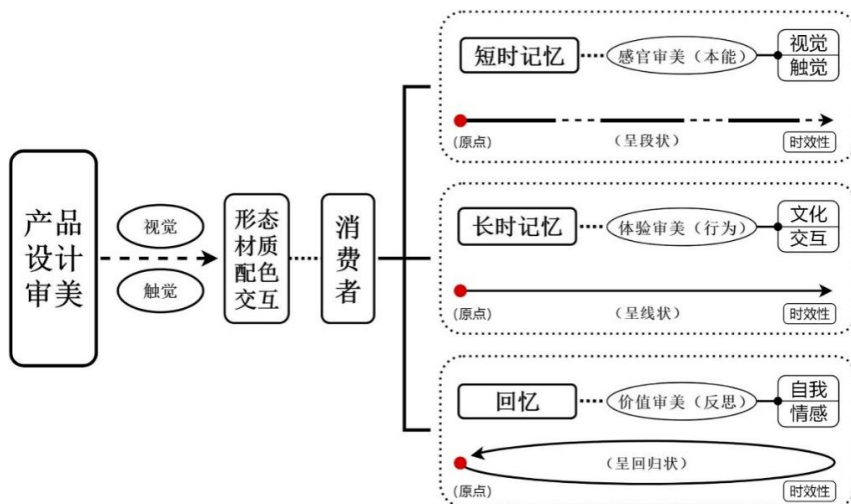 产品
设计
审美
视觉
触觉
形态
材质
配色
交互
消
费
者
短时记忆
感官审美（本能）
视觉
触觉
(原点)
（呈段状）
时效性
长时记忆
体验审美（行为）
文化
交互
(原点)
（呈线状）
时效性
回忆
价值审美（反思）
自我
情感
（呈回归状）
(原点)
时效性